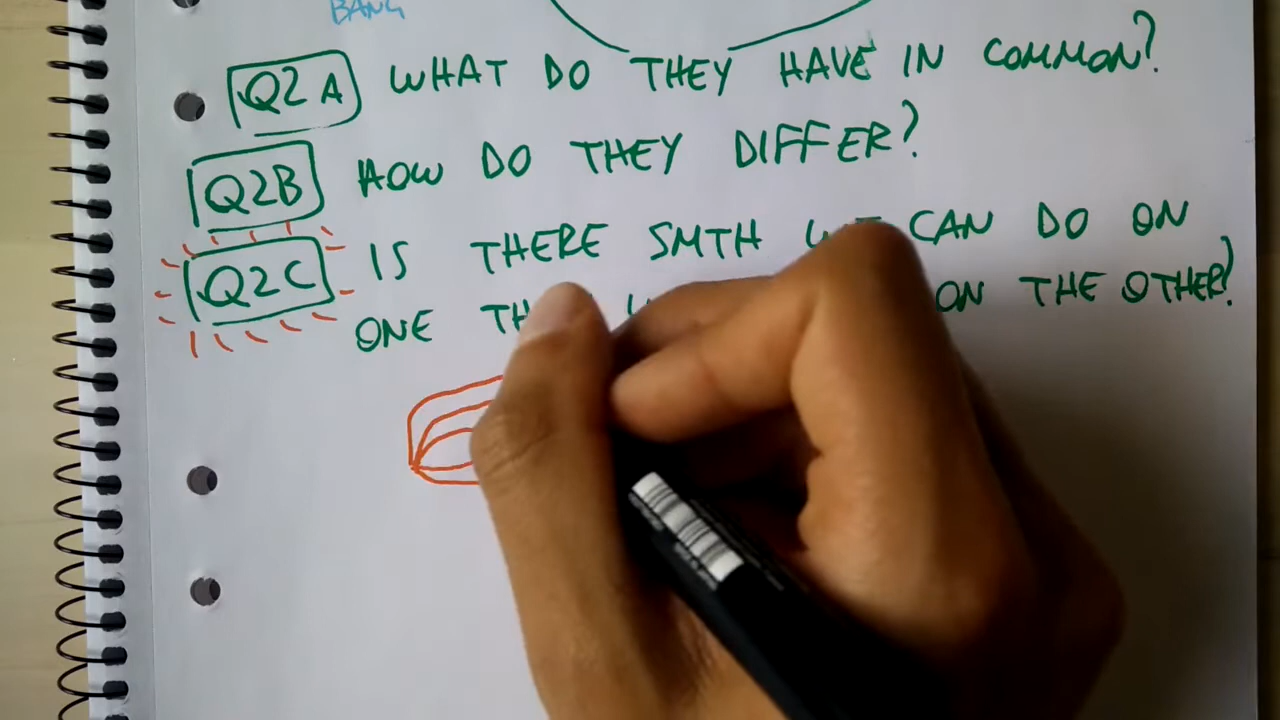 BANG
Q2A WHAT DO THEY HAVE IN COMMON?
Q2B HOW DO THEY DIFFER?
Q2C IS THERE SMTH WE CAN DO ON
ONE ON THE OTHER?